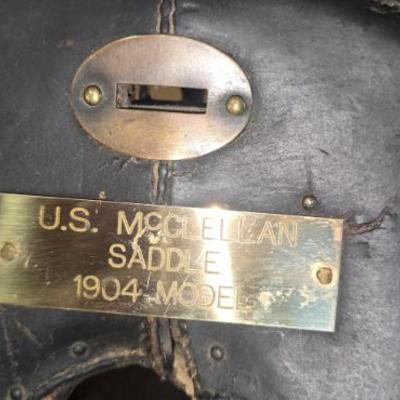 U.S. McCLELLAN
SADDLE
1904 MODEL